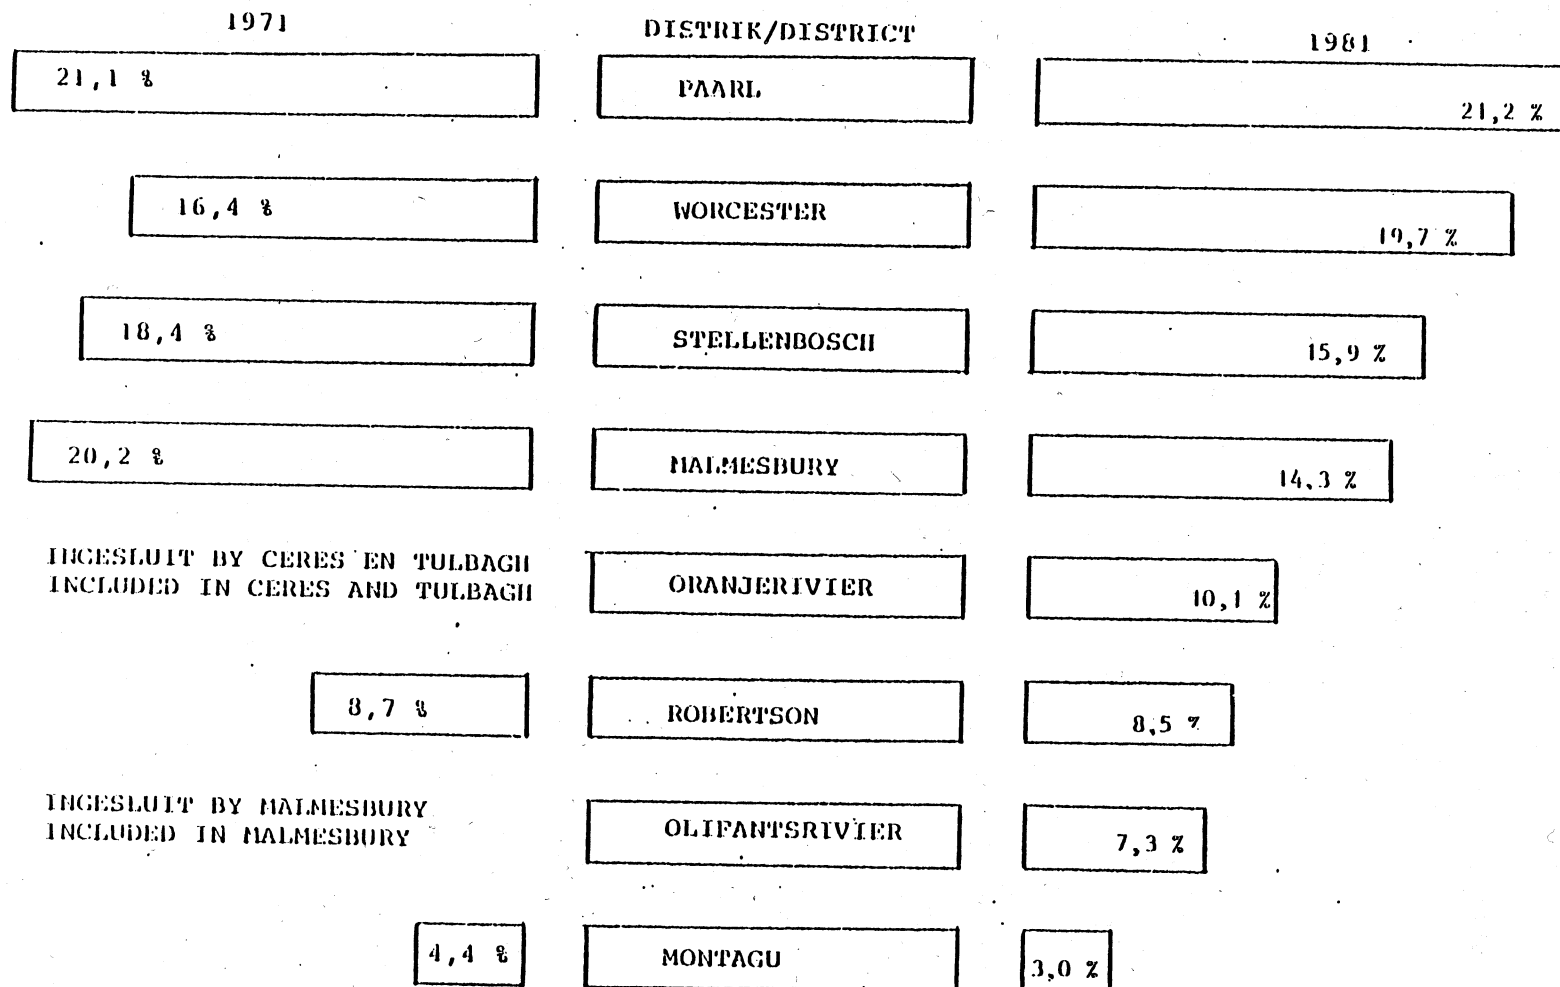 1971 DISTRIK/DISTRICT 1981
21,1 % PAARL 21,2 %
16,4 % WORCESTER 19,7 %
18,4 % STELLENBOSCH 15,9 %
20,2 % MALMESBURY 14,3 %
INGESLUIT BY CERES EN TULBAGH
INCLUDED IN CERES AND TULBAGH
ORANJERIVIER 10,1 %
8,7 % ROBERTSON 8,5 %
INGESLUIT BY MALMESBURY
INCLUDED IN MALMESBURY
OLIFANTSRIVIER 7,3 %
4,4 % MONTAGU 3,0 %